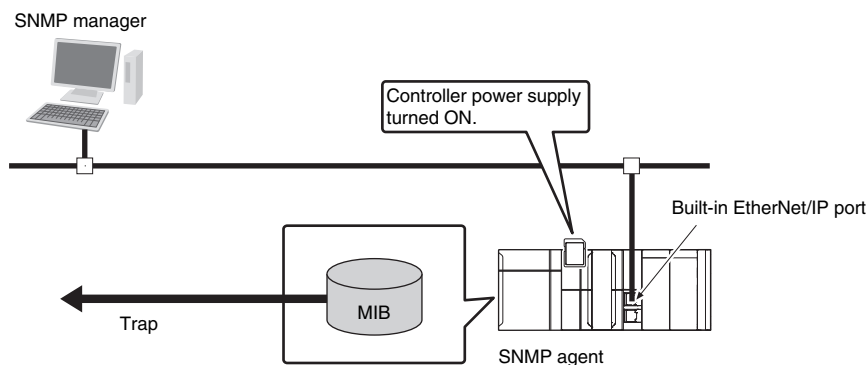 SNMP manager
Controller power supply
turned ON.
Built-in EtherNet/IP port
MIB
Trap
SNMP agent